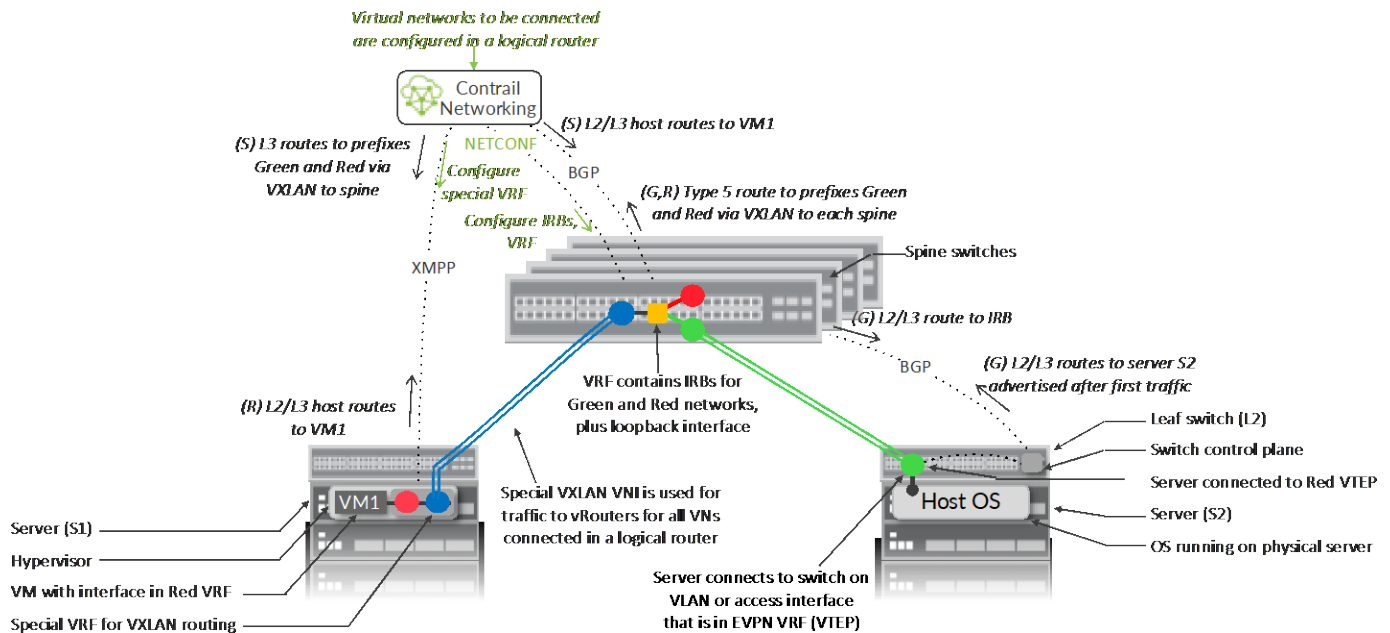 Virtual networks to be connected
are configured in a logical router
Contrail
Networking
(S) L3 routes to prefixes
Green and Red via
VXLAN to spine
NETCONF
Configure
special VRF
Configure IRBs,
VRF
(S) L2/L3 host routes to VM1
BGP
(G,R) Type 5 route to prefixes Green
and Red via VXLAN to each spine
XMPP
Spine switches
(G) L2/L3 route to IRB
BGP
(G) L2/L3 routes to server S2
advertised after first traffic
VRF contains IRBs for
Green and Red networks,
plus loopback interface
(R) L2/L3 host routes
to VM1
Leaf switch (L2)
Switch control plane
Server connected to Red VTEP
Server (S2)
OS running on physical server
VM1
Host OS
Special VXLAN VNI is used for
traffic to vRouters for all VNs
connected in a logical router
Server (S1)
Hypervisor
VM with interface in Red VRF
Special VRF for VXLAN routing
Server connects to switch on
VLAN or access interface
that is in EVPN VRF (VTEP)